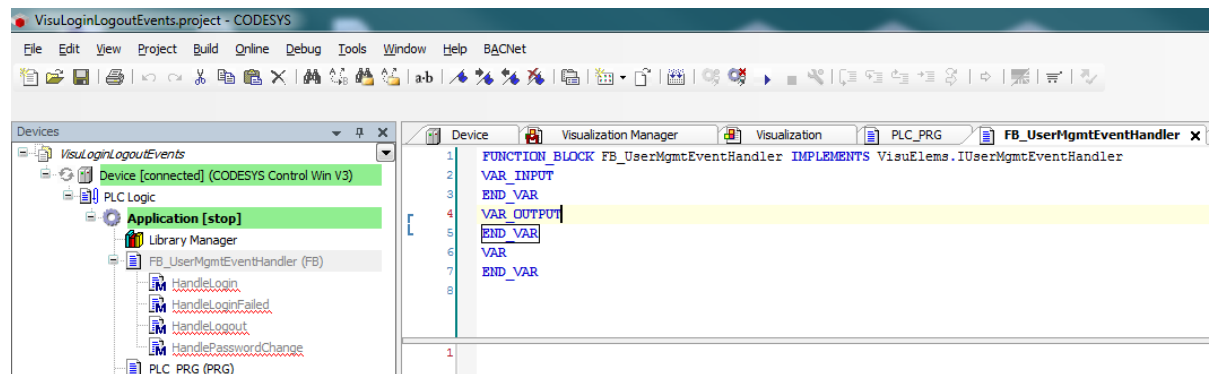 VisuLoginLogoutEvents.project - CODESYS
File Edit View Project Build Online Debug Tools Window Help BACNet
Devices
VisuLoginLogoutEvents
Device [connected] (CODESYS Control Win V3)
PLC Logic
Application [stop]
Library Manager
FB_UserMgmtEventHandler (FB)
HandleLogin
HandleLoginFailed
HandleLogout
HandlePasswordChange
PLC_PRG (PRG)
Device Visualization Manager Visualization PLC_PRG FB_UserMgmtEventHandler X
1 FUNCTION_BLOCK FB_UserMgmtEventHandler IMPLEMENTS VisuElems.IUserMgmtEventHandler
2 VAR_INPUT
3 END_VAR
4 VAR_OUTPUT
5 END_VAR
6 VAR
7 END_VAR
8
1